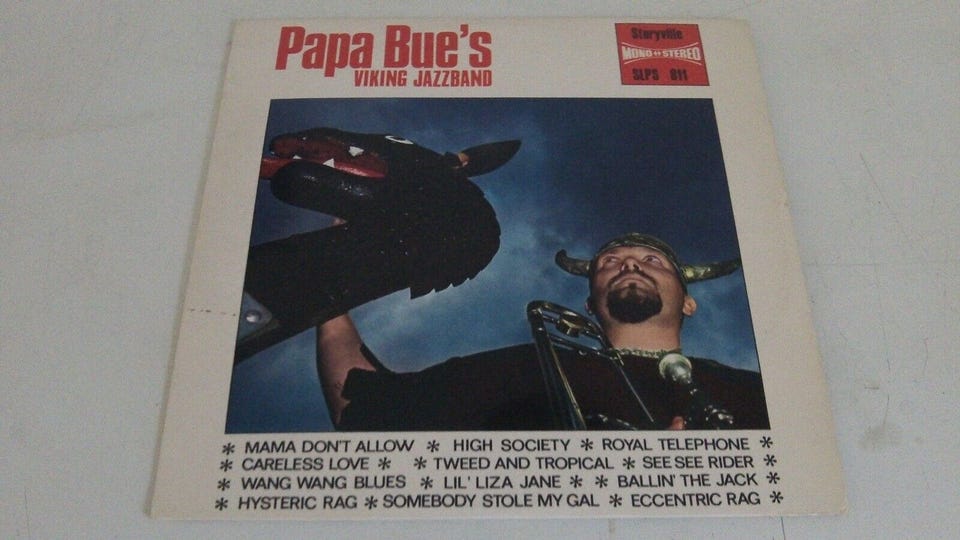 Papa Bue's
VIKING JAZZBAND
Storyville
MONO ↔ STEREO
SLPS 811
* MAMA DON'T ALLOW * HIGH SOCIETY * ROYAL TELEPHONE *
* CARELESS LOVE * * TWEED AND TROPICAL * SEE SEE RIDER *
* WANG WANG BLUES * LIL' LIZA JANE * * BALLIN' THE JACK *
* HYSTERIC RAG * SOMEBODY STOLE MY GAL * ECCENTRIC RAG *